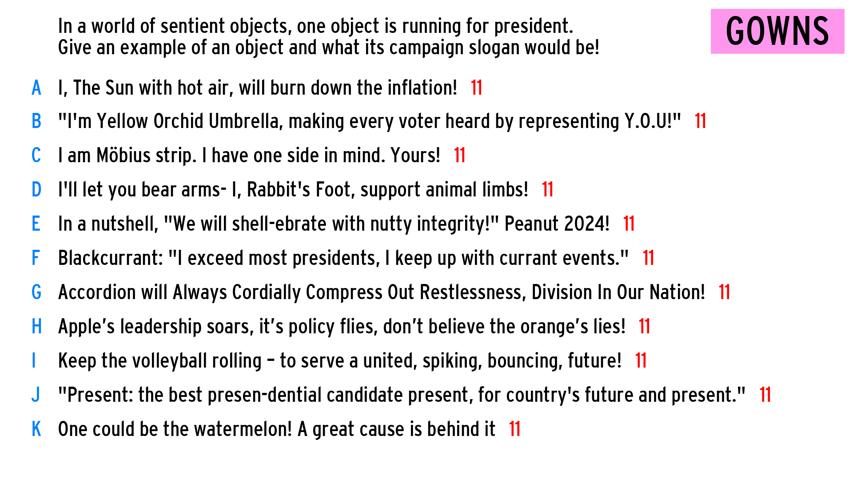 In a world of sentient objects, one object is running for president.
Give an example of an object and what its campaign slogan would be!
GOWNS
A I, The Sun with hot air, will burn down the inflation! 11
B "I'm Yellow Orchid Umbrella, making every voter heard by representing Y.O.U!" 11
C I am Möbius strip. I have one side in mind. Yours! 11
D I'll let you bear arms- I, Rabbit's Foot, support animal limbs! 11
E In a nutshell, "We will shell-ebrate with nutty integrity!" Peanut 2024! 11
F Blackcurrant: "I exceed most presidents, I keep up with currant events." 11
G Accordion will Always Cordially Compress Out Restlessness, Division In Our Nation! 11
H Apple’s leadership soars, it’s policy flies, don’t believe the orange’s lies! 11
I Keep the volleyball rolling – to serve a united, spiking, bouncing, future! 11
J "Present: the best presen-dential candidate present, for country's future and present." 11
K One could be the watermelon! A great cause is behind it 11